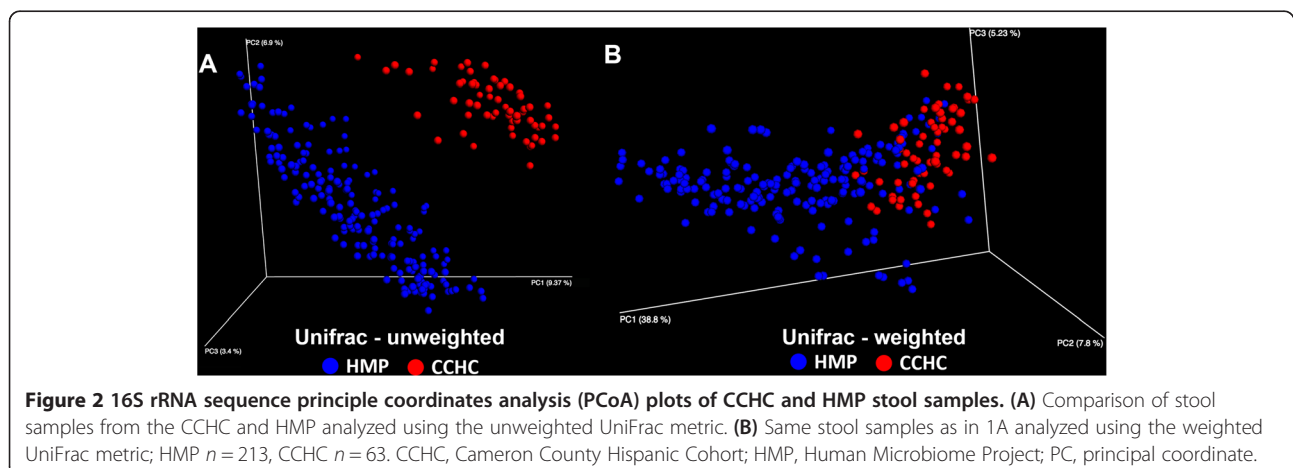 A
PC2 (6.9 %)
PC1 (9.37 %)
PC3 (3.4 %)
Unifrac - unweighted
HMP CCHC
B
PC3 (5.23 %)
PC1 (38.8 %)
PC2 (7.8 %)
Unifrac - weighted
HMP CCHC
Figure 2 16S rRNA sequence principle coordinates analysis (PCoA) plots of CCHC and HMP stool samples. (A) Comparison of stool
samples from the CCHC and HMP analyzed using the unweighted UniFrac metric. (B) Same stool samples as in 1A analyzed using the weighted
UniFrac metric; HMP n = 213, CCHC n = 63. CCHC, Cameron County Hispanic Cohort; HMP, Human Microbiome Project; PC, principal coordinate.